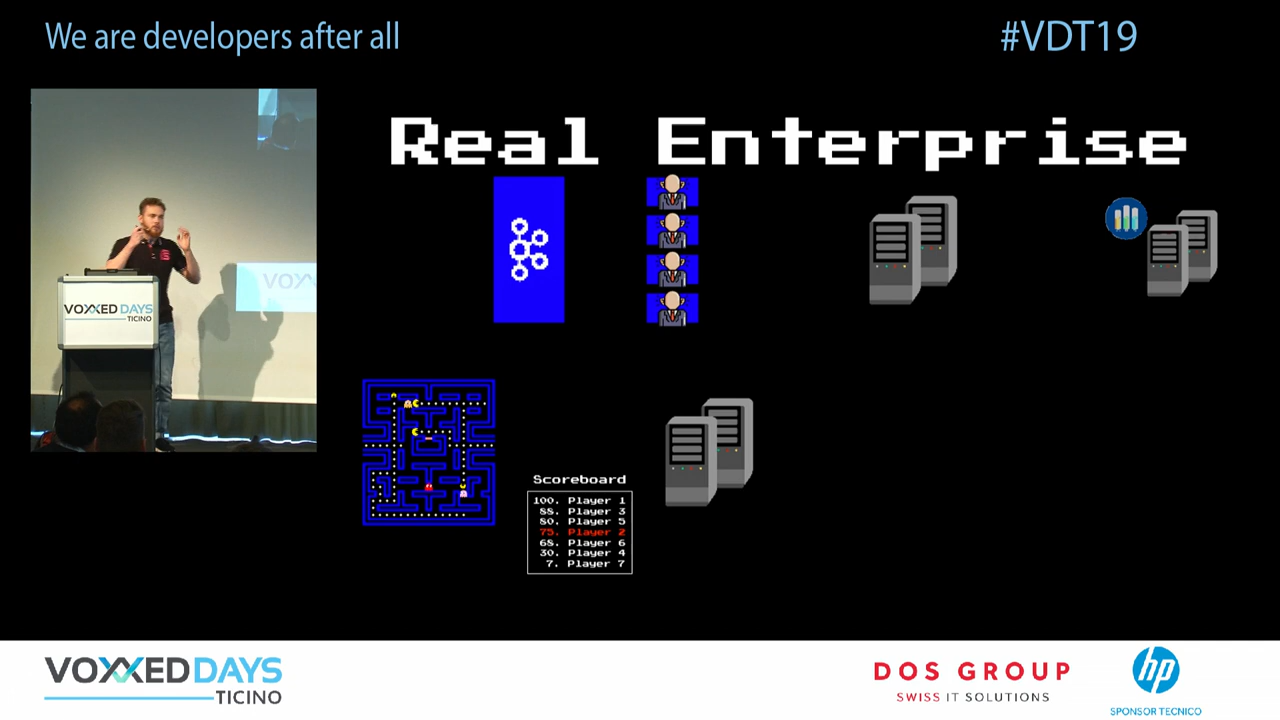 We are developers after all
#VDT19
VOXXED DAYS
TICINO
VOXX
Real Enterprise
Scoreboard
100. Player 1
88. Player 3
80. Player 5
75. Player 2
68. Player 6
30. Player 4
7. Player 7
VOXXED DAYS
TICINO
DOS GROUP
SWISS IT SOLUTIONS
hp
SPONSOR TECNICO